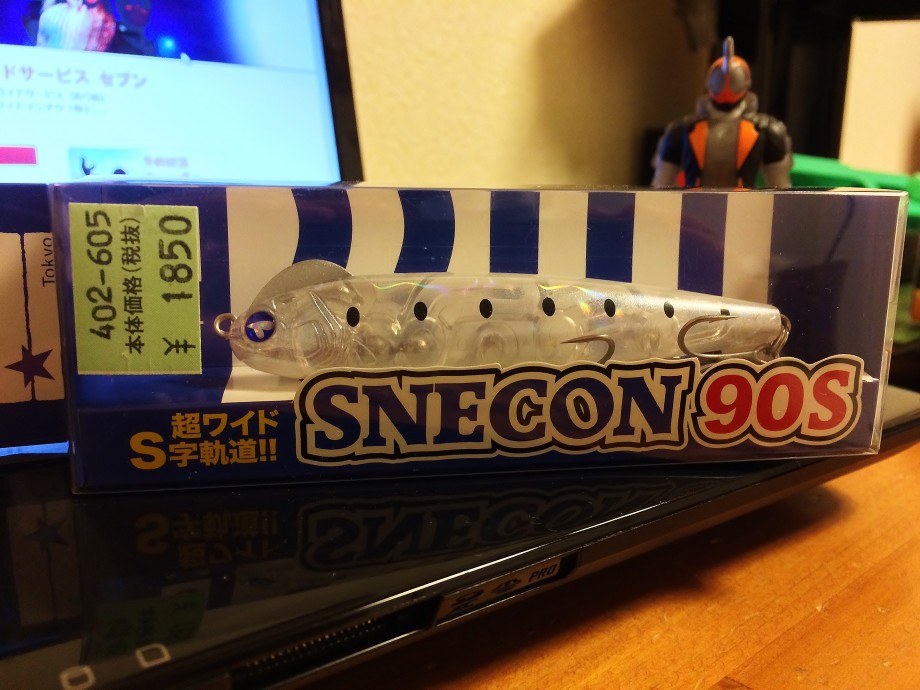 ドサービス セブン
Tokyo
402-605
本体価格(税抜)
¥ 1850
超ワイド
S字軌道!!
SNECON 90S
PRO